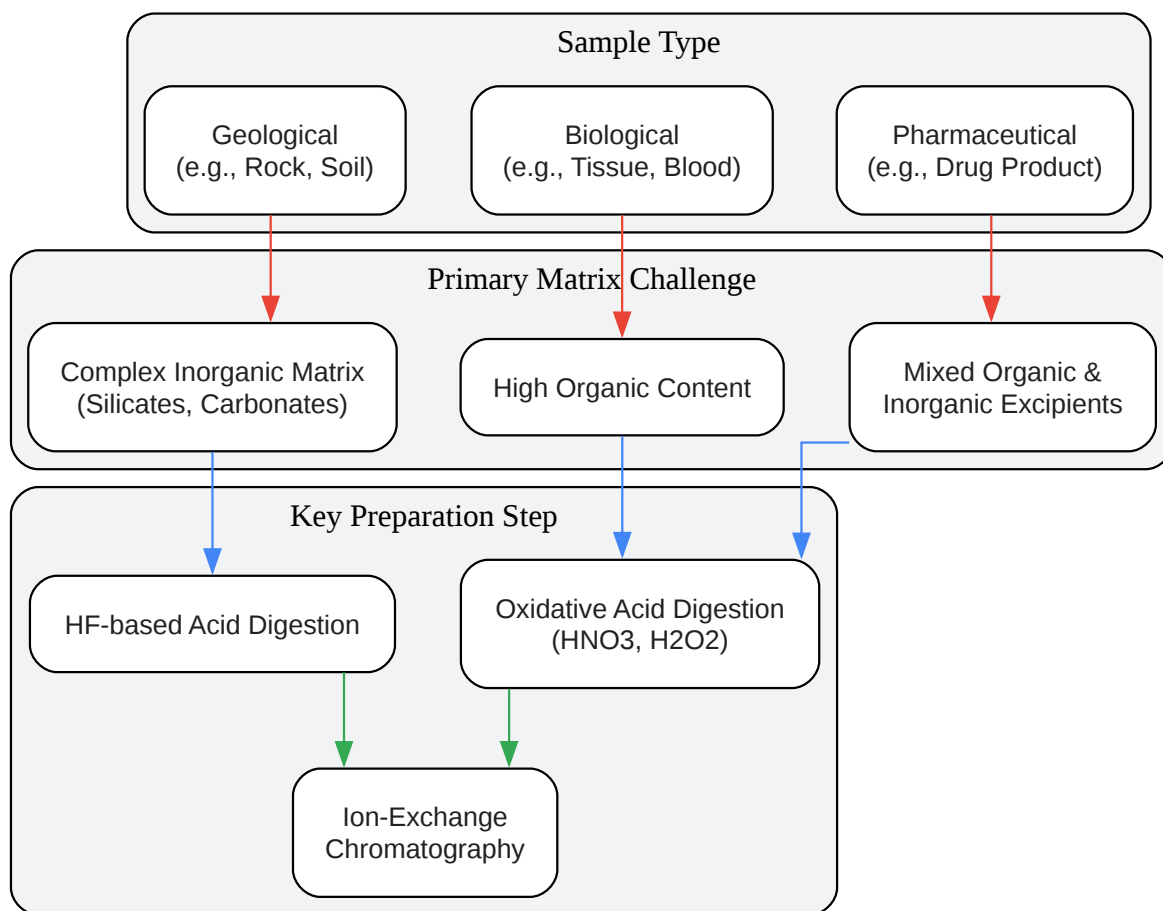 Sample Type
Geological
(e.g., Rock, Soil)
Biological
(e.g., Tissue, Blood)
Pharmaceutical
(e.g., Drug Product)
Primary Matrix Challenge
Complex Inorganic Matrix
(Silicates, Carbonates)
High Organic Content
Mixed Organic &
Inorganic Excipients
Key Preparation Step
HF-based Acid Digestion
Oxidative Acid Digestion
(HNO3, H2O2)
Ion-Exchange
Chromatography